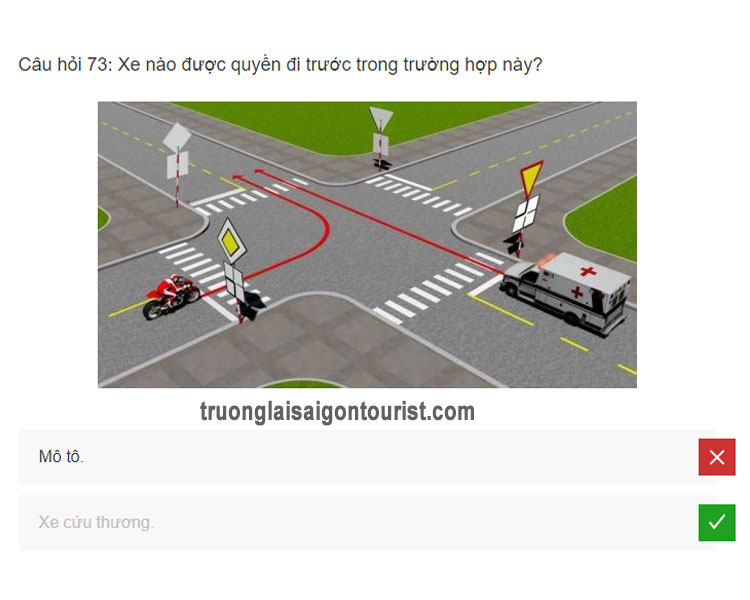 Câu hỏi 73: Xe nào được quyền đi trước trong trường hợp này?
truonglaisaigontourist.com
Mô tô.
Xe cứu thương.